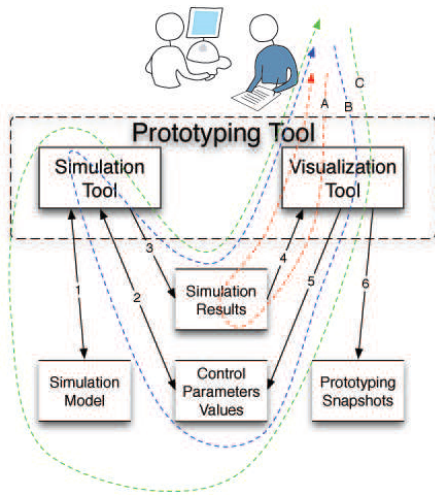 A
B
C
Prototyping Tool
Simulation
Tool
Visualization
Tool
3
4
1
2
5
6
Simulation
Results
Simulation
Model
Control
Parameters
Values
Prototyping
Snapshots